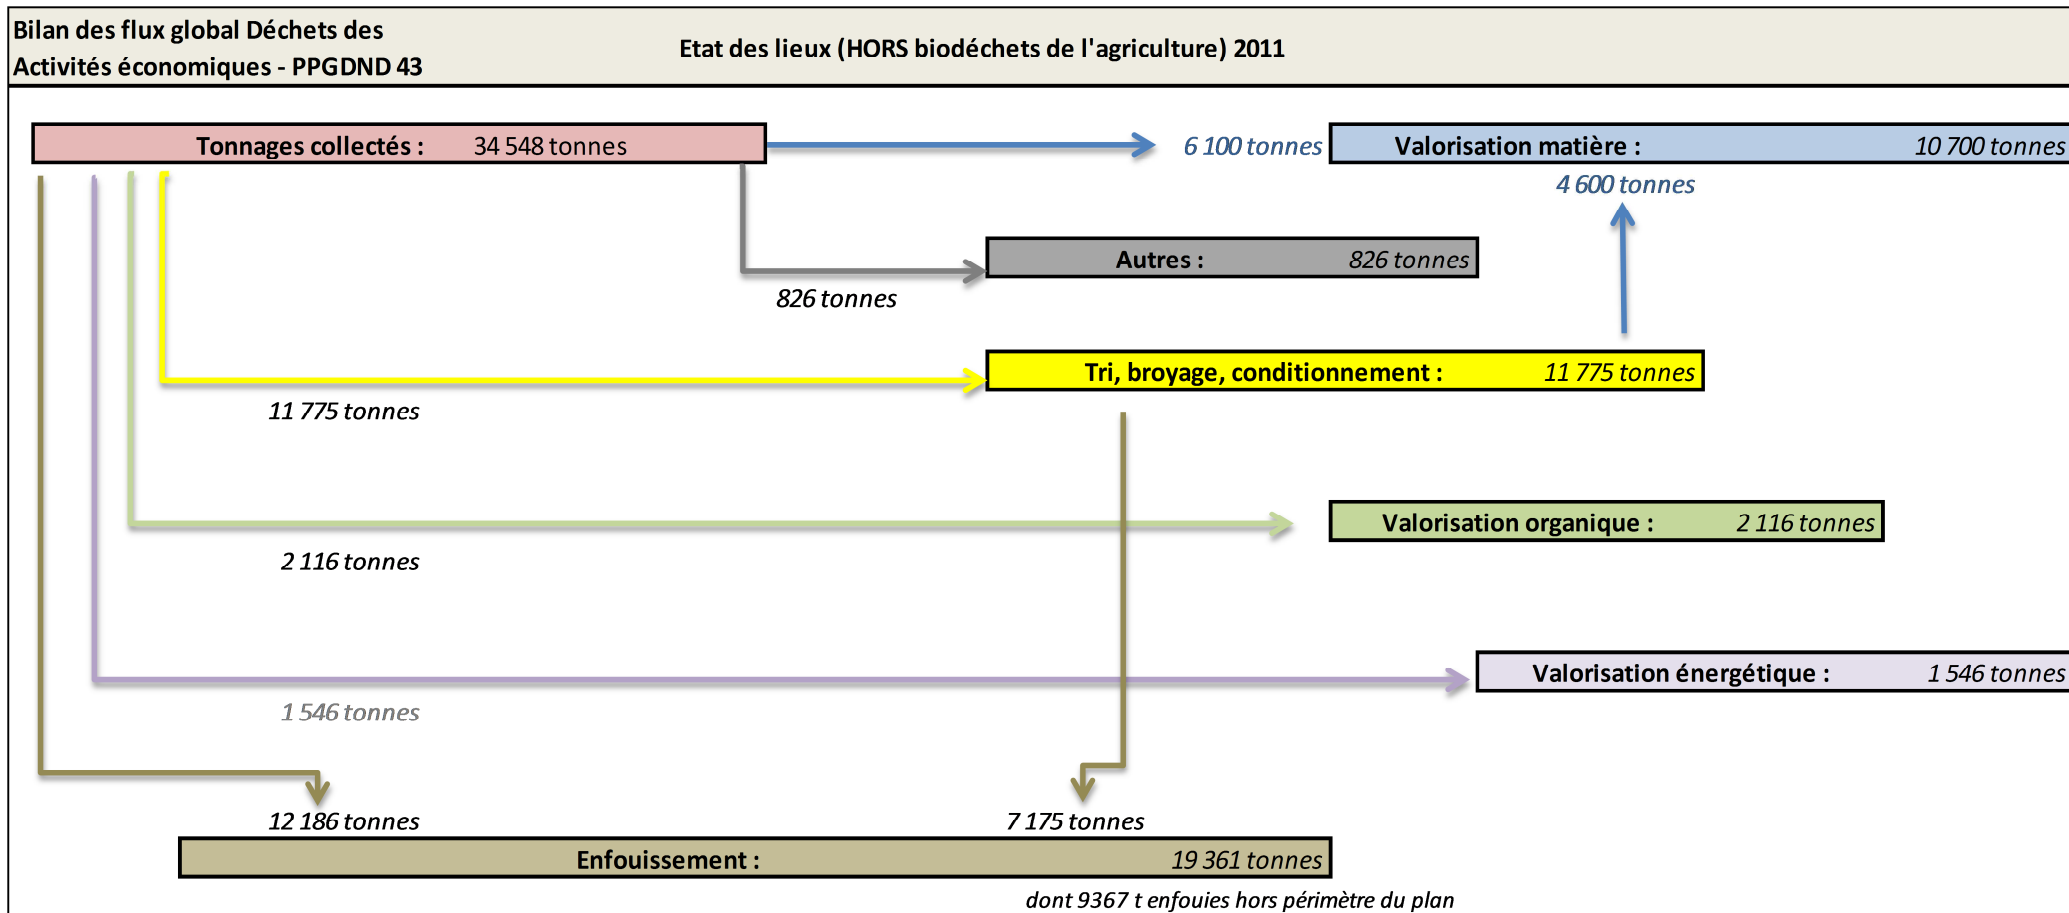 Bilan des flux global Déchets des
Activités économiques - PPGDND 43
Etat des lieux (HORS biodéchets de l'agriculture) 2011
Tonnages collectés : 34 548 tonnes
6 100 tonnes
Valorisation matière : 10 700 tonnes
4 600 tonnes
Autres : 826 tonnes
826 tonnes
Tri, broyage, conditionnement : 11 775 tonnes
11 775 tonnes
Valorisation organique : 2 116 tonnes
2 116 tonnes
Valorisation énergétique : 1 546 tonnes
1 546 tonnes
12 186 tonnes
7 175 tonnes
Enfouissement : 19 361 tonnes
dont 9367 t enfouies hors périmètre du plan